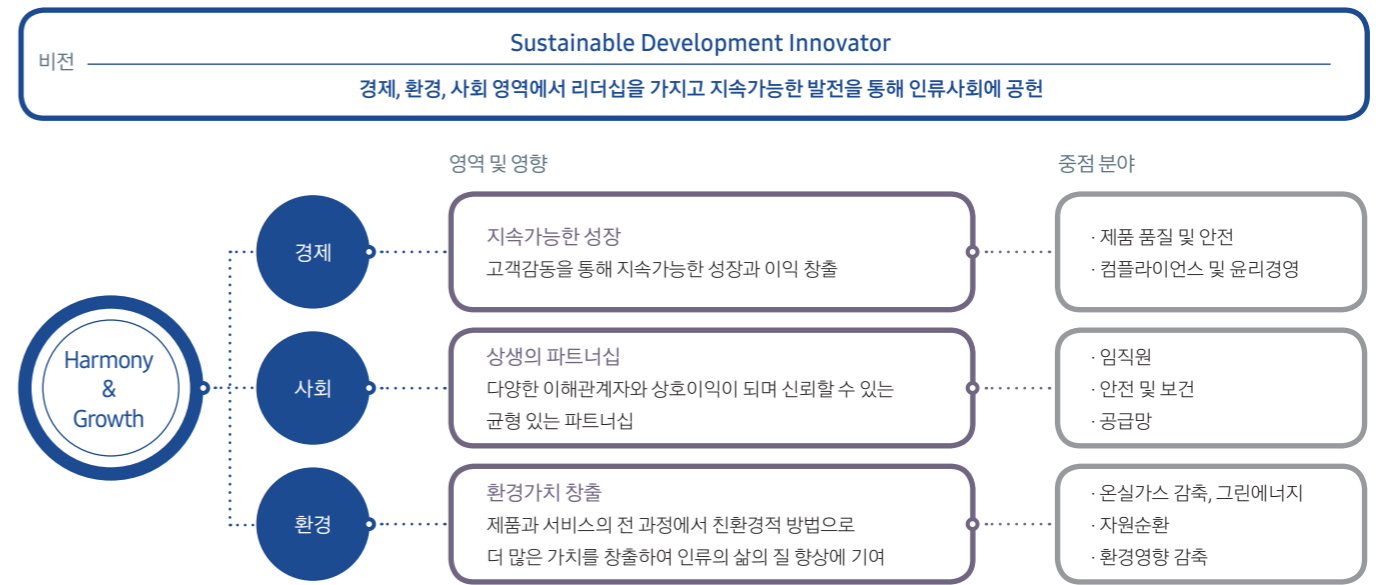 비전
Sustainable Development Innovator
경제, 환경, 사회 영역에서 리더십을 가지고 지속가능한 발전을 통해 인류사회에 공헌
영역 및 영향
중점 분야
Harmony
&
Growth
경제
지속가능한 성장
고객감동을 통해 지속가능한 성장과 이익 창출
· 제품 품질 및 안전
· 컴플라이언스 및 윤리경영
사회
상생의 파트너십
다양한 이해관계자와 상호이익이 되며 신뢰할 수 있는
균형 있는 파트너십
· 임직원
· 안전 및 보건
· 공급망
환경
환경가치 창출
제품과 서비스의 전 과정에서 친환경적 방법으로
더 많은 가치를 창출하여 인류의 삶의 질 향상에 기여
· 온실가스 감축, 그린에너지
· 자원순환
· 환경영향 감축